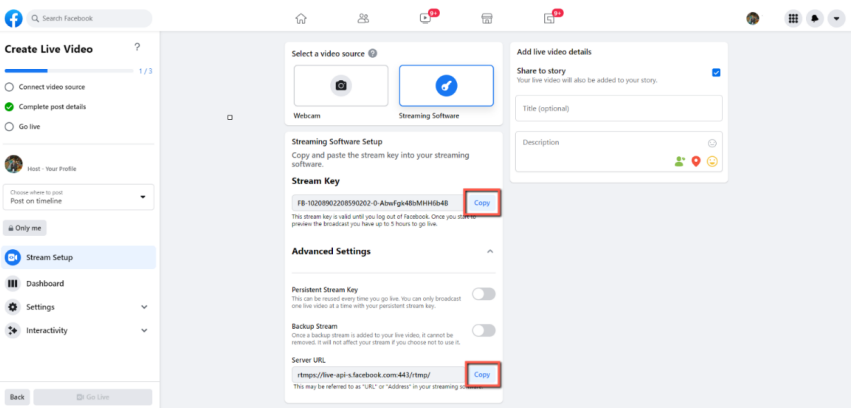 Search Facebook
9+
9+
Create Live Video
?
1 / 3
Connect video source
Complete post details
Go live
Host - Your Profile
Choose where to post
Post on timeline
Only me
Stream Setup
Dashboard
Settings
Interactivity
Back
Go Live
Select a video source
Webcam
Streaming Software
Streaming Software Setup
Copy and paste the stream key into your streaming
software.
Stream Key
FB-10208902208590202-0-AbwFgk48bMHH6b4B
Copy
This stream key is valid until you log out of Facebook. Once you start to
preview the broadcast you have up to 5 hours to go live.
Advanced Settings
Persistent Stream Key
This can be reused every time you go live. You can only broadcast
one live video at a time with your persistent stream key.
Backup Stream
Once a backup stream is added to your live video, it cannot be
removed. It will not affect your stream if you choose not to use it.
Server URL
rtmps://live-api-s.facebook.com:443/rtmp/
Copy
This may be referred to as "URL" or "Address" in your streaming software.
Add live video details
Share to story
Your live video will also be added to your story.
Title (optional)
Description